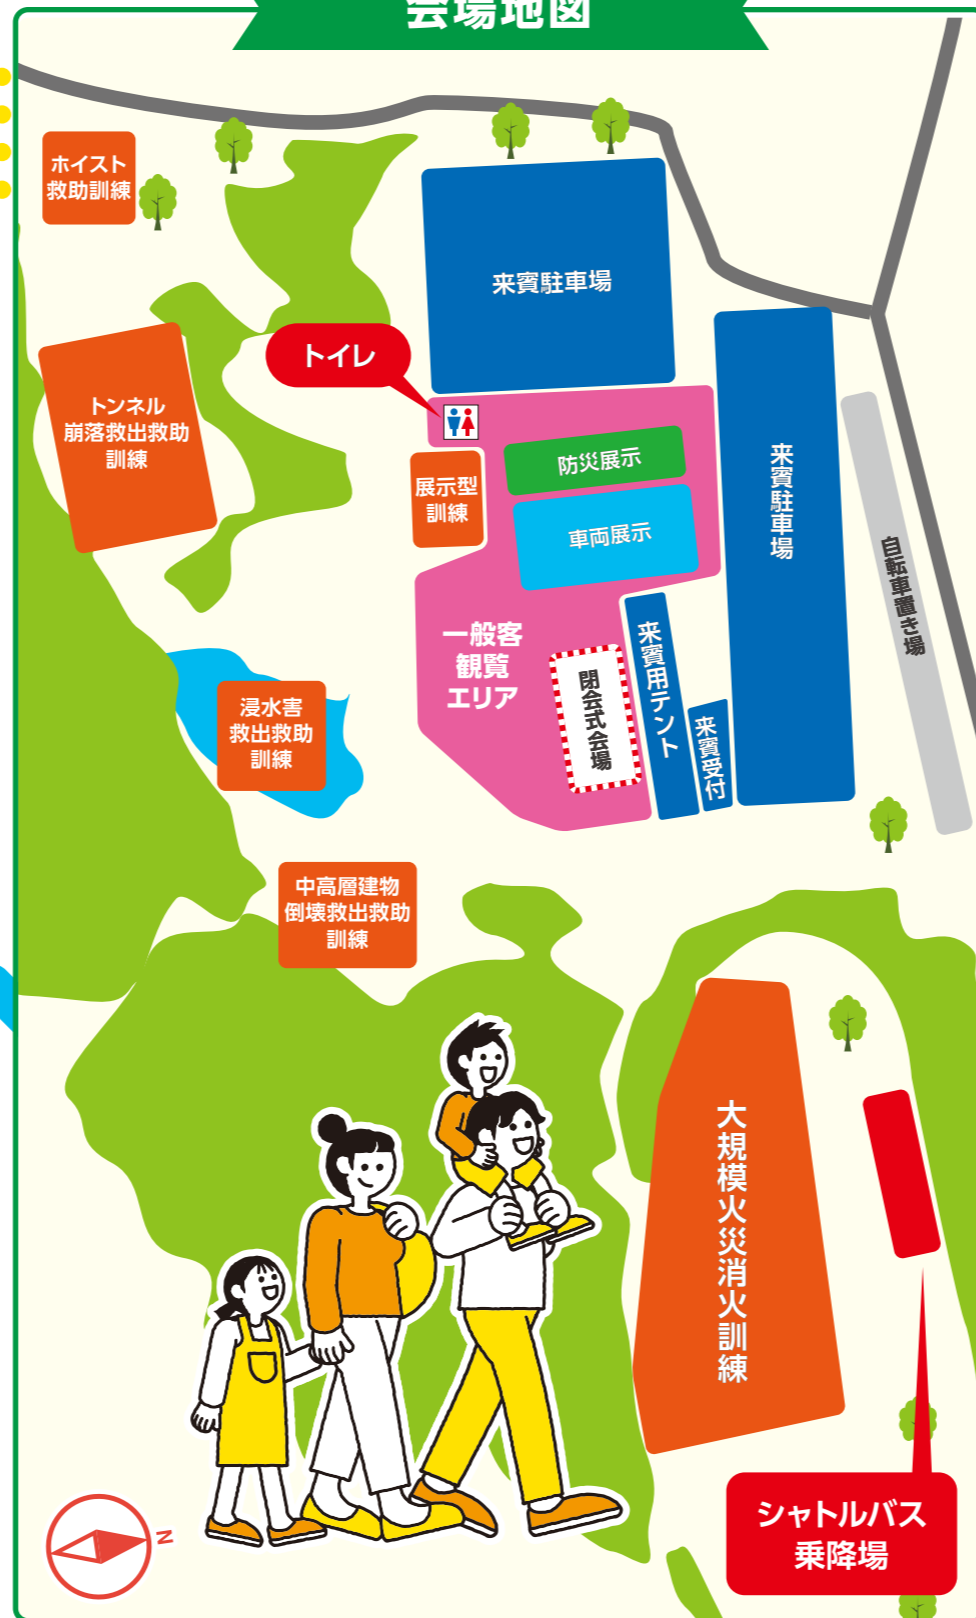 会場地図
ホイスト
救助訓練
来賓駐車場
トイレ
トンネル
崩落救出救助
訓練
展示型
訓練
防災展示
車両展示
来賓駐車場
自転車置き場
一般客
観覧
エリア
閉会式会場
来賓用テント
来賓受付
浸水害
救出救助
訓練
中高層建物
倒壊救出救助
訓練
大規模火災消火訓練
シャトルバス
乗降場
N